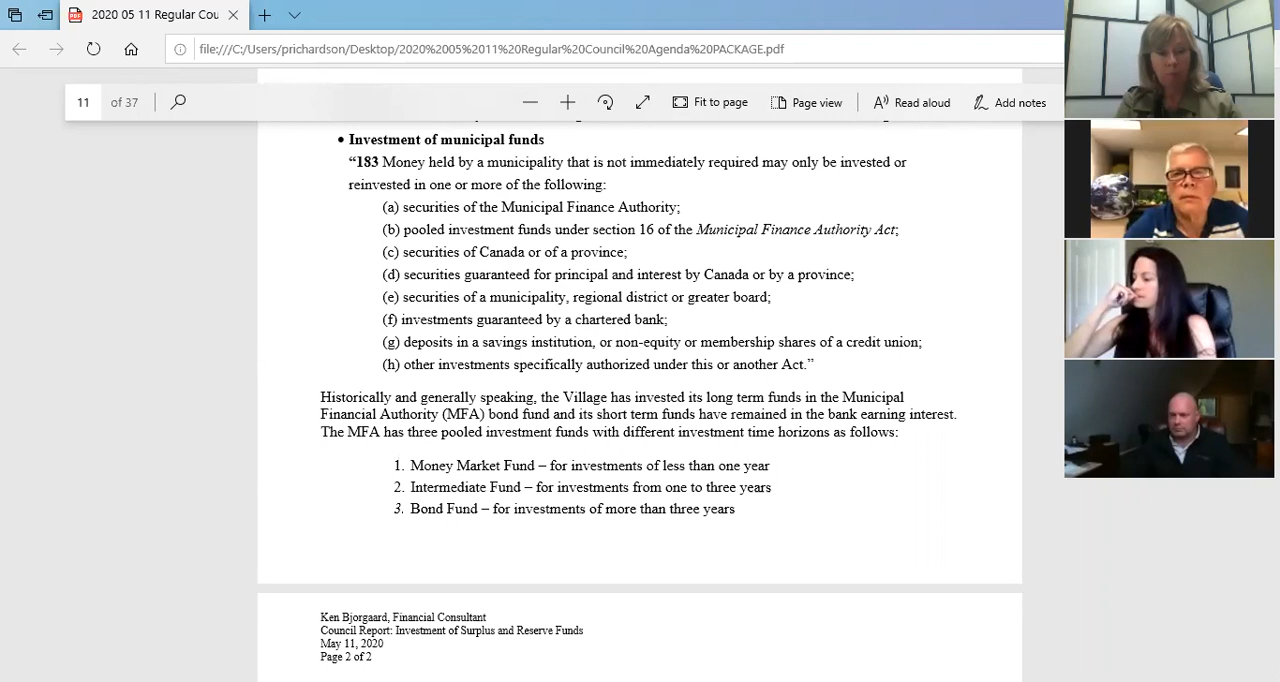 2020 05 11 Regular Cou
file:///C:/Users/prichardson/Desktop/2020%2005%2011%20Regular%20Council%20Agenda%20PACKAGE.pdf
11 of 37
Fit to page
Page view
Read aloud
Add notes
• Investment of municipal funds
“183 Money held by a municipality that is not immediately required may only be invested or
reinvested in one or more of the following:
(a) securities of the Municipal Finance Authority;
(b) pooled investment funds under section 16 of the Municipal Finance Authority Act;
(c) securities of Canada or of a province;
(d) securities guaranteed for principal and interest by Canada or by a province;
(e) securities of a municipality, regional district or greater board;
(f) investments guaranteed by a chartered bank;
(g) deposits in a savings institution, or non-equity or membership shares of a credit union;
(h) other investments specifically authorized under this or another Act.”
Historically and generally speaking, the Village has invested its long term funds in the Municipal
Financial Authority (MFA) bond fund and its short term funds have remained in the bank earning interest.
The MFA has three pooled investment funds with different investment time horizons as follows:
1. Money Market Fund – for investments of less than one year
2. Intermediate Fund – for investments from one to three years
3. Bond Fund – for investments of more than three years
Ken Bjorgaard, Financial Consultant
Council Report: Investment of Surplus and Reserve Funds
May 11, 2020
Page 2 of 2